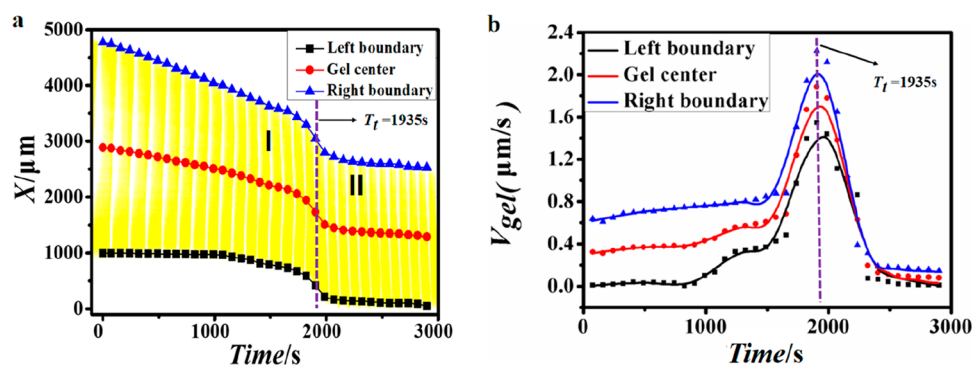 a
5000
4000
3000
2000
1000
0
X/μm
Left boundary
Gel center
Right boundary
I
II
Tt =1935s
0
1000
2000
3000
Time/s
b
2.4
2.0
1.6
1.2
0.8
0.4
0.0
Vgel( μm/s)
Left boundary
Gel center
Right boundary
Tt =1935s
0
1000
2000
3000
Time/s